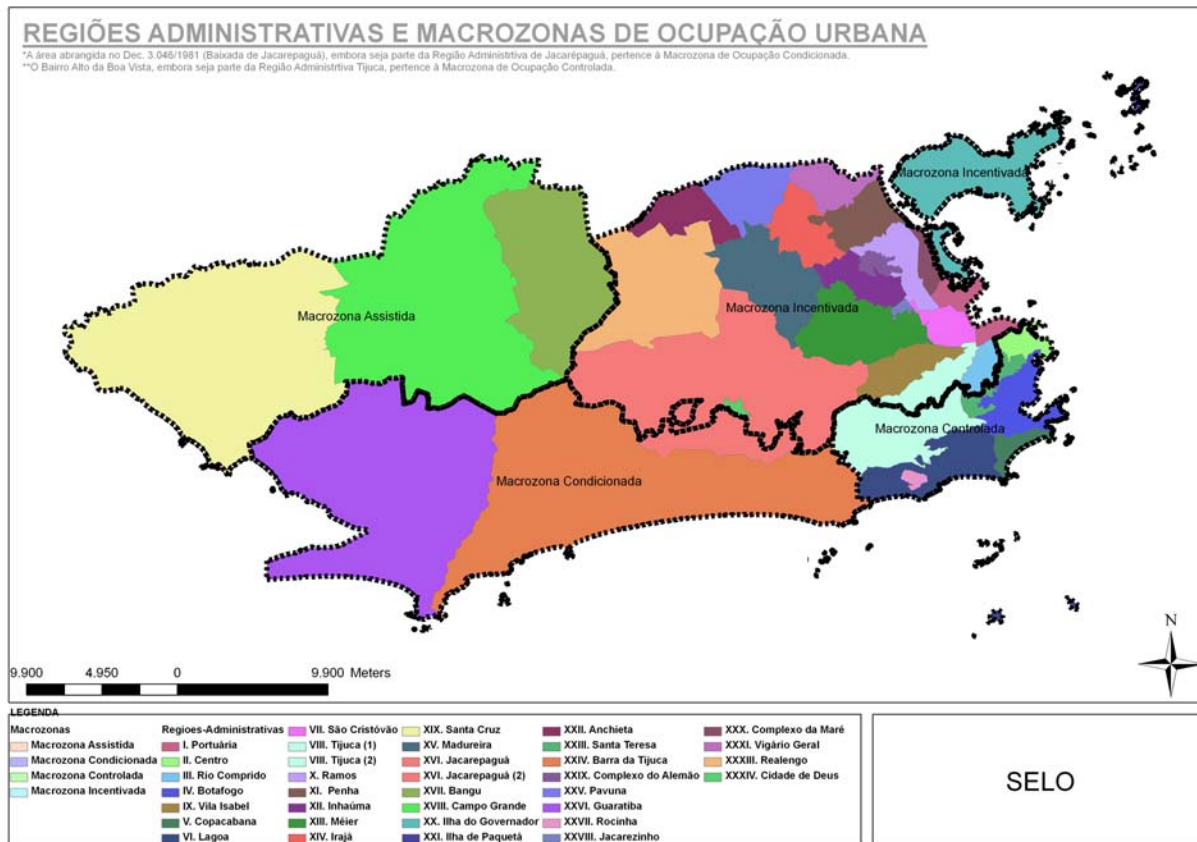 REGIÕES ADMINISTRATIVAS E MACROZONAS DE OCUPAÇÃO URBANA
*A área abrangida no Dec. 3.046/1981 (Baixada de Jacarepaguá), embora seja parte da Região Administrtiva de Jacarépaguá, pertence à Macrozona de Ocupação Condicionada.
**O Bairro Alto da Boa Vista, embora seja parte da Região Administrtiva Tijuca, pertence à Macrozona de Ocupação Controlada.
Macrozona Incentivada
Macrozona Incentivada
Macrozona Assistida
Macrozona Controlada
Macrozona Condicionada
N
9.900 4.950 0 9.900 Meters
LEGENDA
Macrozonas
Macrozona Assistida
Macrozona Condicionada
Macrozona Controlada
Macrozona Incentivada
Regioes-Administrativas
I. Portuária
II. Centro
III. Rio Comprido
IV. Botafogo
IX. Vila Isabel
V. Copacabana
VI. Lagoa
VII. São Cristóvão
VIII. Tijuca (1)
VIII. Tijuca (2)
X. Ramos
XI. Penha
XII. Inhaúma
XIII. Méier
XIV. Irajá
XIX. Santa Cruz
XV. Madureira
XVI. Jacarepaguá
XVI. Jacarepaguá (2)
XVII. Bangu
XVIII. Campo Grande
XX. Ilha do Governador
XXI. Ilha de Paquetá
XXII. Anchieta
XXIII. Santa Teresa
XXIV. Barra da Tijuca
XXIX. Complexo do Alemão
XXV. Pavuna
XXVI. Guaratiba
XXVII. Rocinha
XXVIII. Jacarezinho
XXX. Complexo da Maré
XXXI. Vigário Geral
XXXIII. Realengo
XXXIV. Cidade de Deus
SELO